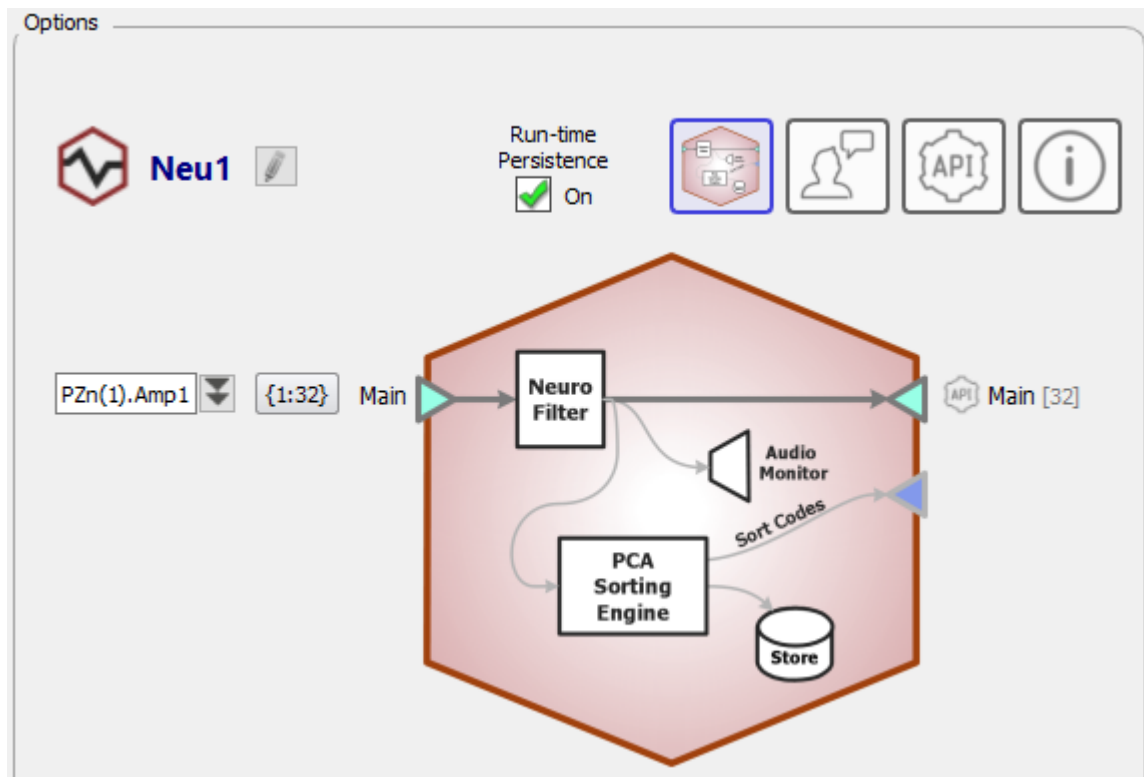 Options
Neu1
Run-time
Persistence
On
API
i
PZn(1).Amp1
{1:32}
Main
Neuro
Filter
API
Main [32]
Audio
Monitor
Sort Codes
PCA
Sorting
Engine
Store